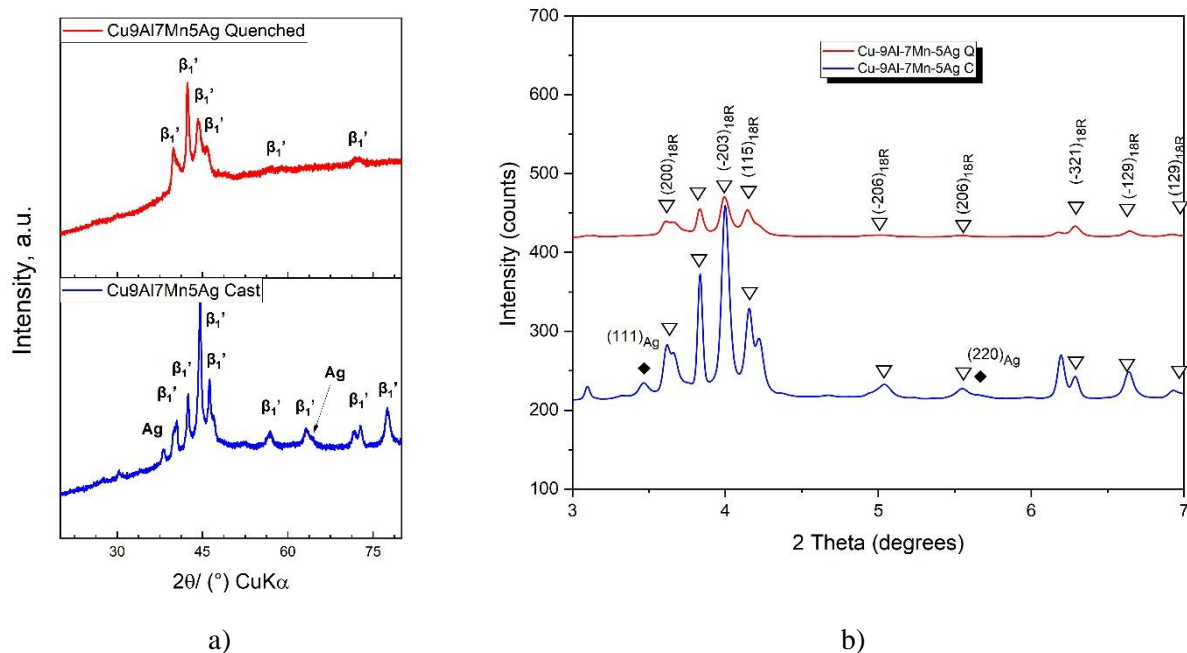 Cu9Al7Mn5Ag Quenched
β₁'
β₁'
β₁'
β₁'
β₁'
β₁'
Cu9Al7Mn5Ag Cast
β₁'
β₁'
β₁'
β₁'
Ag
β₁'
β₁'
Ag
β₁'
β₁'
Intensity, a.u.
30 45 60 75
2θ/ (°) CuKα
a)
700
600
500
400
300
200
100
Intensity (counts)
Cu-9Al-7Mn-5Ag Q
Cu-9Al-7Mn-5Ag C
(200)18R
(-203)18R
(115)18R
(-206)18R
(206)18R
(-321)18R
(-129)18R
(129)18R
(111)Ag
(220)Ag
3 4 5 6 7
2 Theta (degrees)
b)